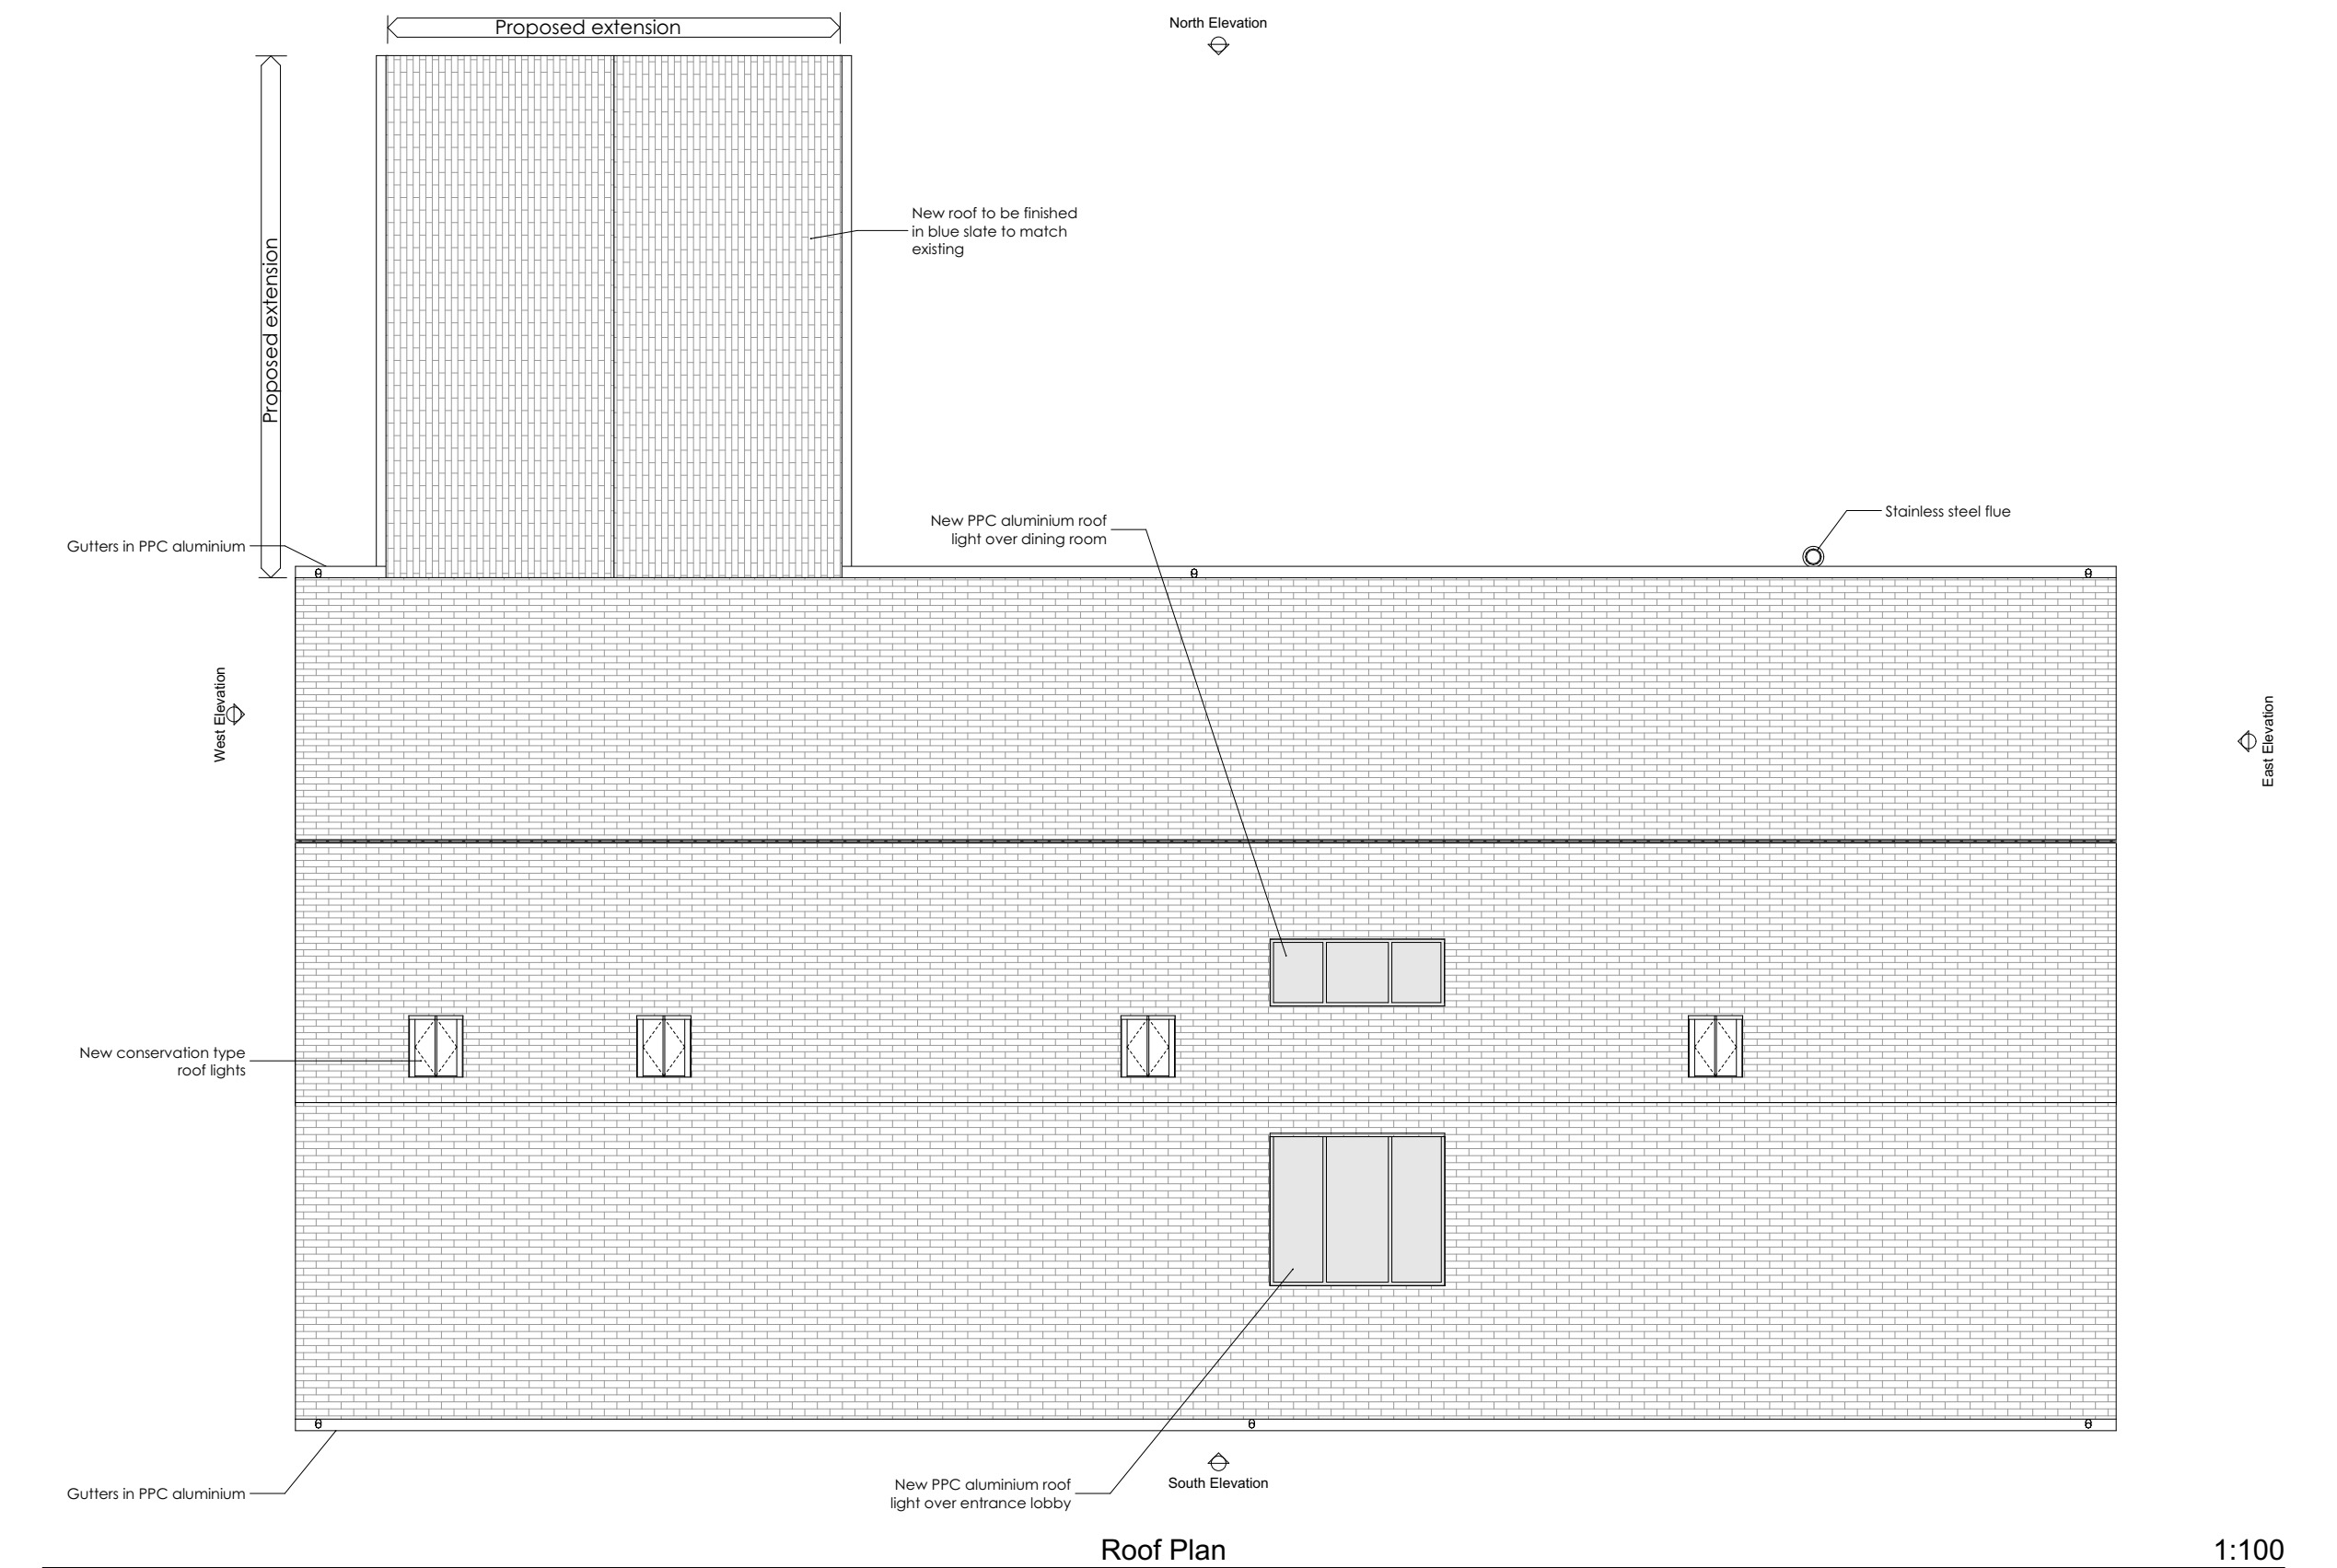 Proposed extension
North Elevation
Proposed extension
New roof to be finished
in blue slate to match
existing
New PPC aluminium roof
light over dining room
Stainless steel flue
Gutters in PPC aluminium
West Elevation
East Elevation
New conservation type
roof lights
Gutters in PPC aluminium
New PPC aluminium roof
light over entrance lobby
South Elevation
Roof Plan
1:100